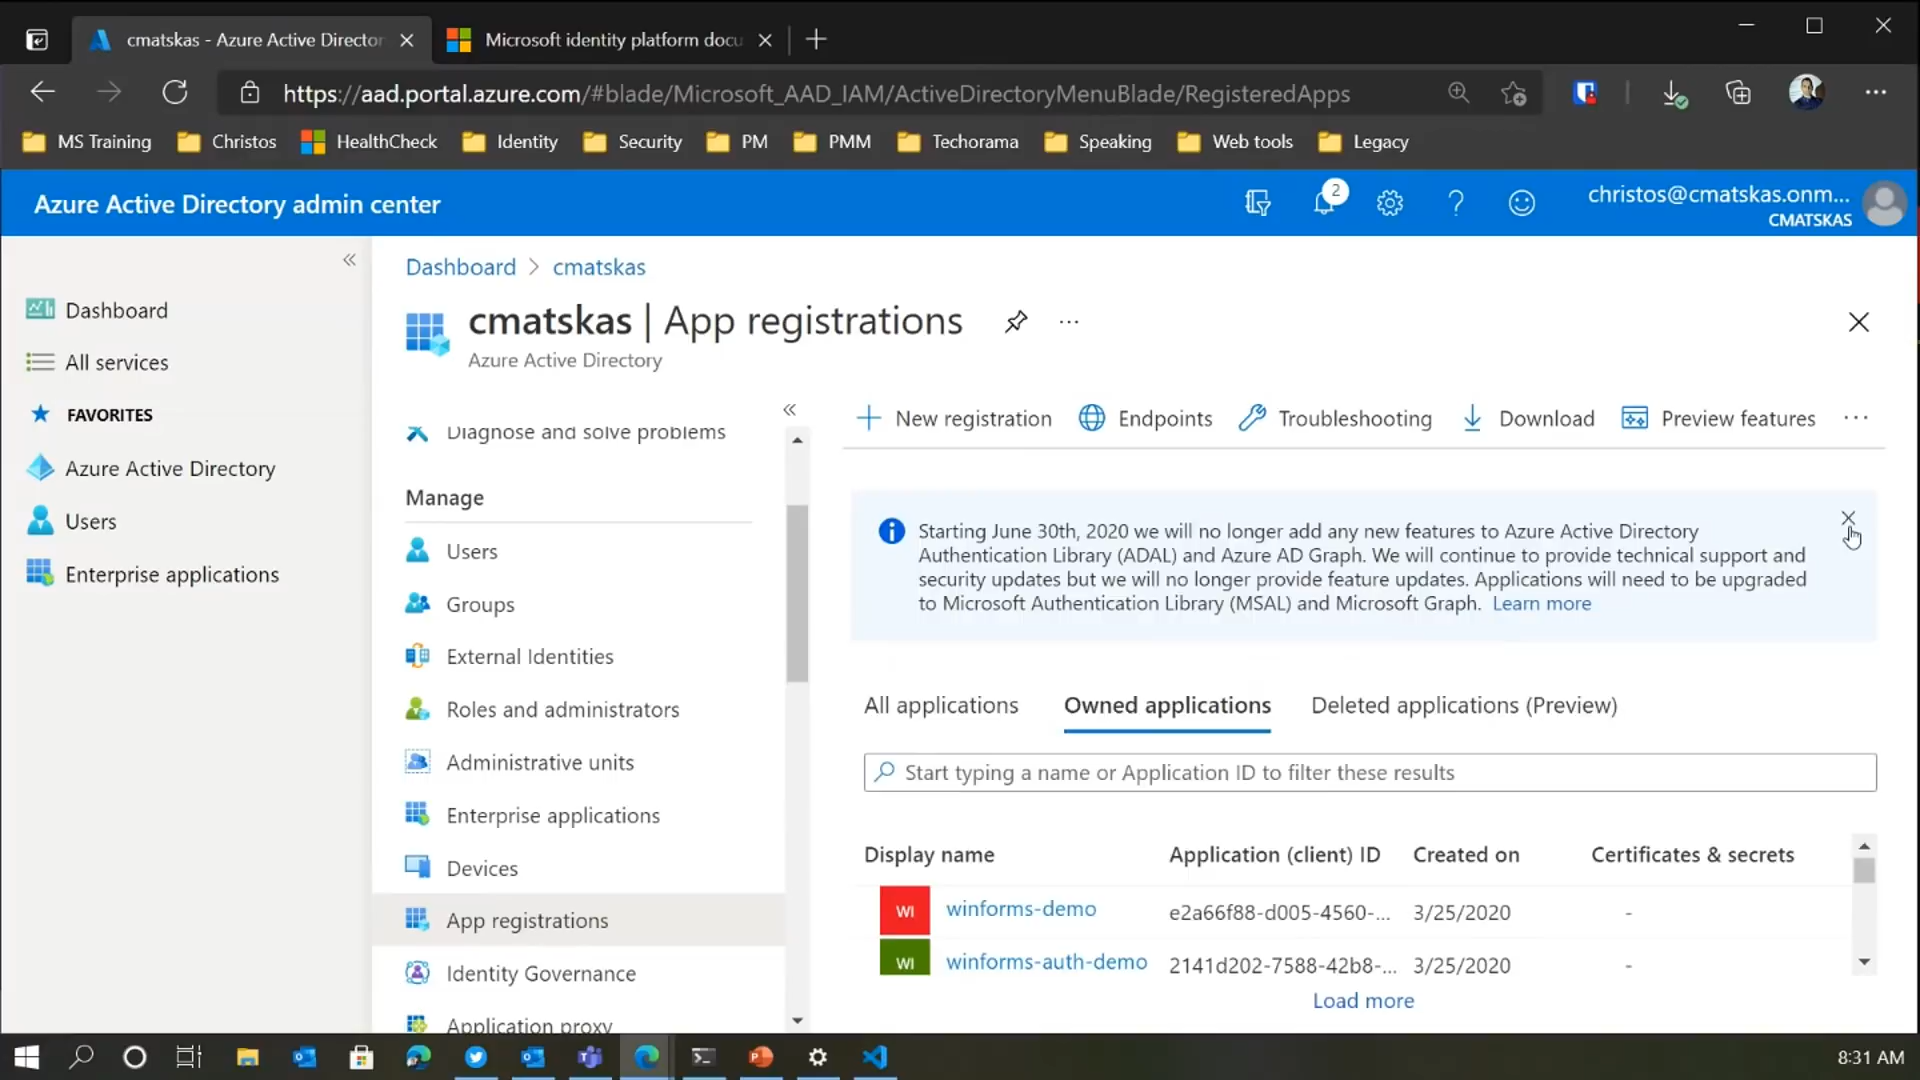 cmatskas - Azure Active Director
Microsoft identity platform docu
https://aad.portal.azure.com/#blade/Microsoft_AAD_IAM/ActiveDirectoryMenuBlade/RegisteredApps
MS Training
Christos
HealthCheck
Identity
Security
PM
PMM
Techorama
Speaking
Web tools
Legacy
Azure Active Directory admin center
2
christos@cmatskas.onm...
CMATSKAS
Dashboard
All services
FAVORITES
Azure Active Directory
Users
Enterprise applications
Dashboard > cmatskas
cmatskas | App registrations
Azure Active Directory
Diagnose and solve problems
Manage
Users
Groups
External Identities
Roles and administrators
Administrative units
Enterprise applications
Devices
App registrations
Identity Governance
Application proxy
New registration
Endpoints
Troubleshooting
Download
Preview features
Starting June 30th, 2020 we will no longer add any new features to Azure Active Directory
Authentication Library (ADAL) and Azure AD Graph. We will continue to provide technical support and
security updates but we will no longer provide feature updates. Applications will need to be upgraded
to Microsoft Authentication Library (MSAL) and Microsoft Graph. Learn more
All applications
Owned applications
Deleted applications (Preview)
Start typing a name or Application ID to filter these results
Display name
Application (client) ID
Created on
Certificates & secrets
WI
winforms-demo
e2a66f88-d005-4560-...
3/25/2020
-
WI
winforms-auth-demo
2141d202-7588-42b8-...
3/25/2020
-
Load more
8:31 AM